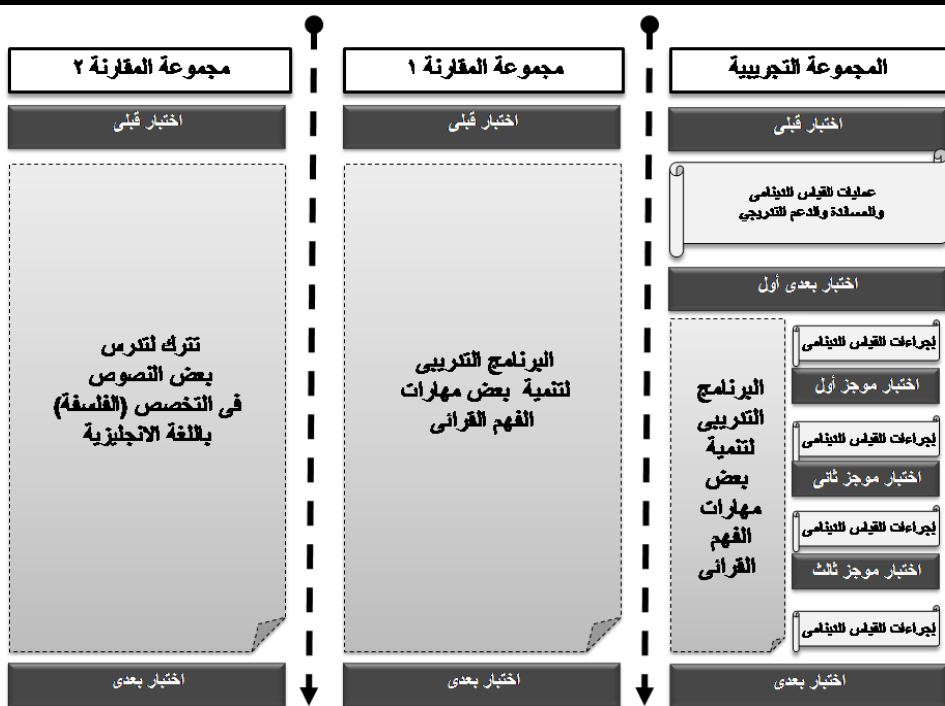 المجموعة التجريبية
اختبار قبلى
عمليات القياس الدينامى
والمساندة والدعم التدريجي
اختبار بعدى أول
البرنامج
التدريبى
لتنمية
بعض
مهارات
الفهم
القرائى
إجراءات القياس الدينامى
اختبار موجز أول
إجراءات القياس الدينامى
اختبار موجز ثانى
إجراءات القياس الدينامى
اختبار موجز ثالث
إجراءات القياس الدينامى
اختبار بعدى
مجموعة المقارنة ١
اختبار قبلى
البرنامج التدريبى
لتنمية بعض مهارات
الفهم القرائى
اختبار بعدى
مجموعة المقارنة ٢
اختبار قبلى
تترك لتدرس
بعض النصوص
فى التخصص (الفلسفة)
باللغة الانجليزية
اختبار بعدى